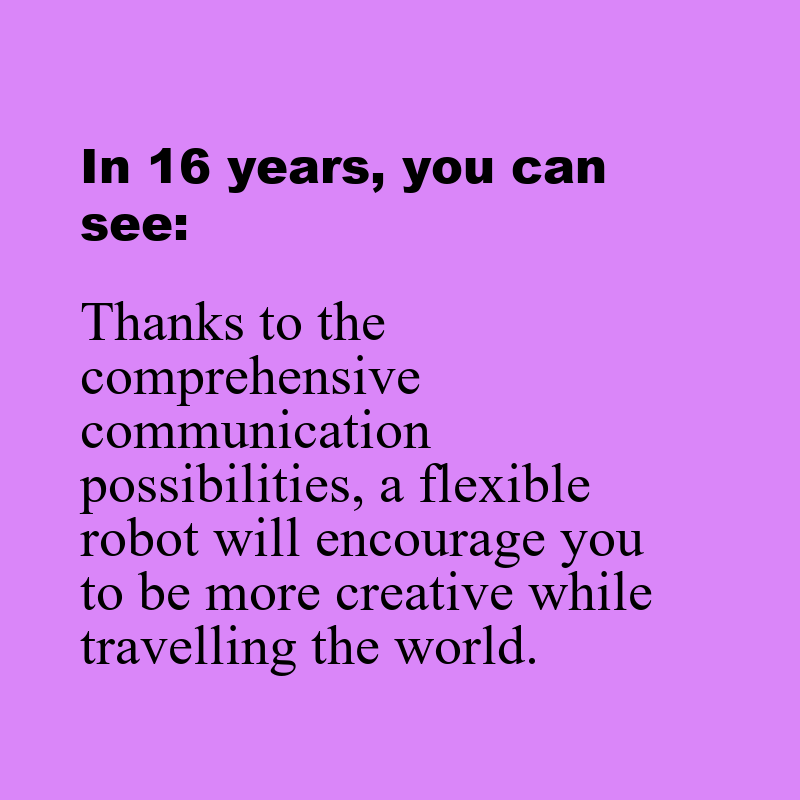 In 16 years, you can
see:
Thanks to the
comprehensive
communication
possibilities, a flexible
robot will encourage you
to be more creative while
travelling the world.